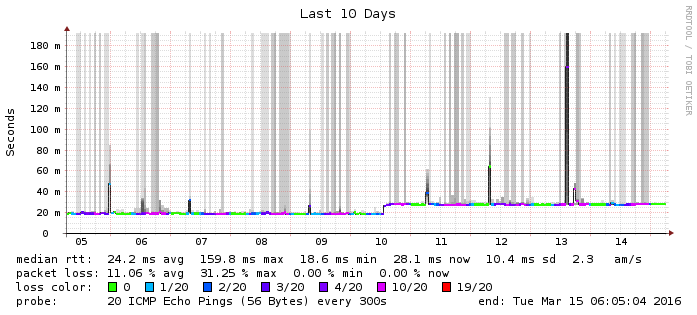 Last 10 Days
RRDTOOL / TOBI OETIKER
Seconds
180 m
160 m
140 m
120 m
100 m
80 m
60 m
40 m
20 m
0
05 06 07 08 09 10 11 12 13 14
median rtt: 24.2 ms avg 159.8 ms max 18.6 ms min 28.1 ms now 10.4 ms sd 2.3 am/s
packet loss: 11.06 % avg 31.25 % max 0.00 % min 0.00 % now
loss color: 0 1/20 2/20 3/20 4/20 10/20 19/20
probe: 20 ICMP Echo Pings (56 Bytes) every 300s end: Tue Mar 15 06:05:04 2016